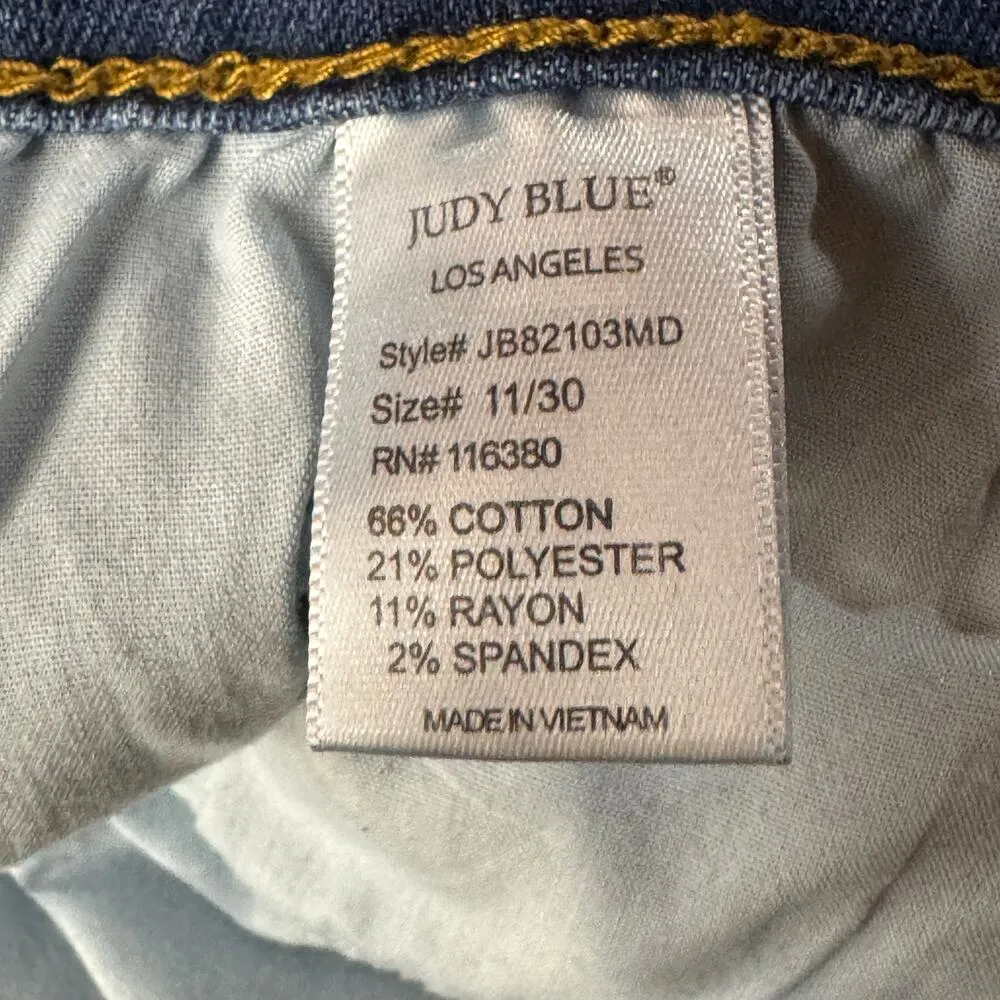 JUDY BLUE®
LOS ANGELES
Style# JB82103MD
Size# 11/30
RN# 116380
66% COTTON
21% POLYESTER
11% RAYON
2% SPANDEX
MADE IN VIETNAM